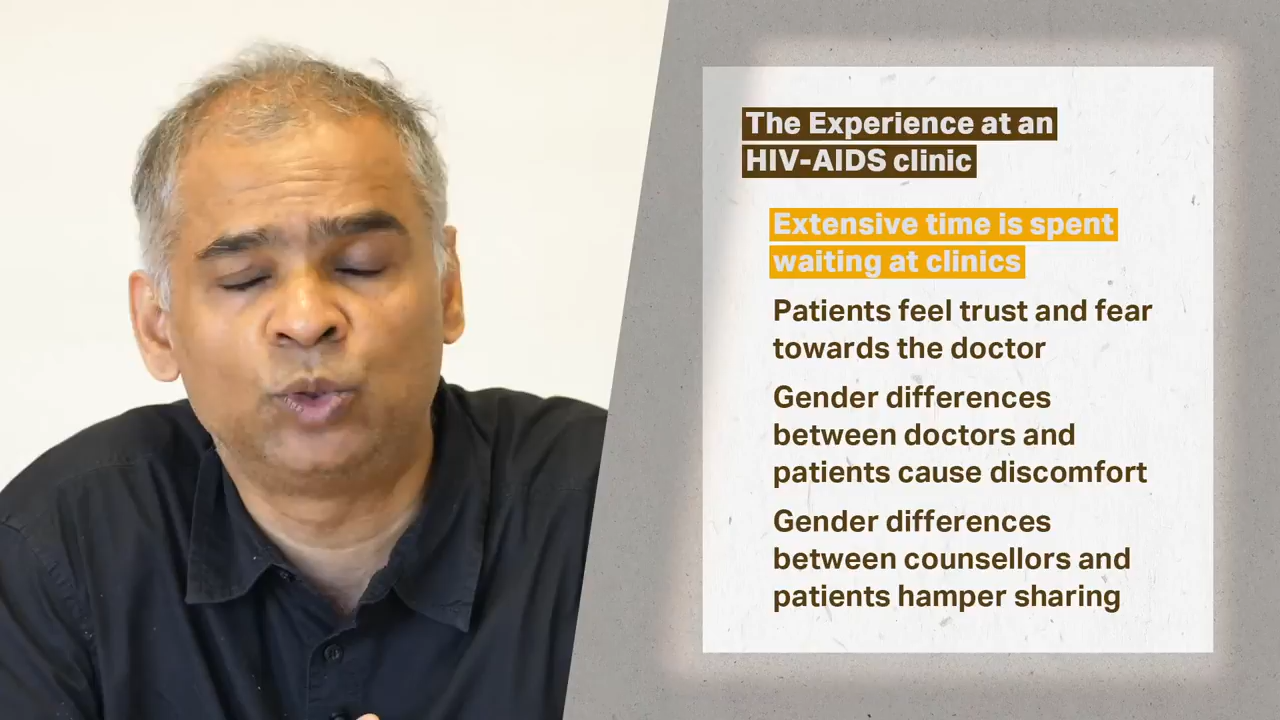 The Experience at an
HIV-AIDS clinic
Extensive time is spent
waiting at clinics
Patients feel trust and fear
towards the doctor
Gender differences
between doctors and
patients cause discomfort
Gender differences
between counsellors and
patients hamper sharing